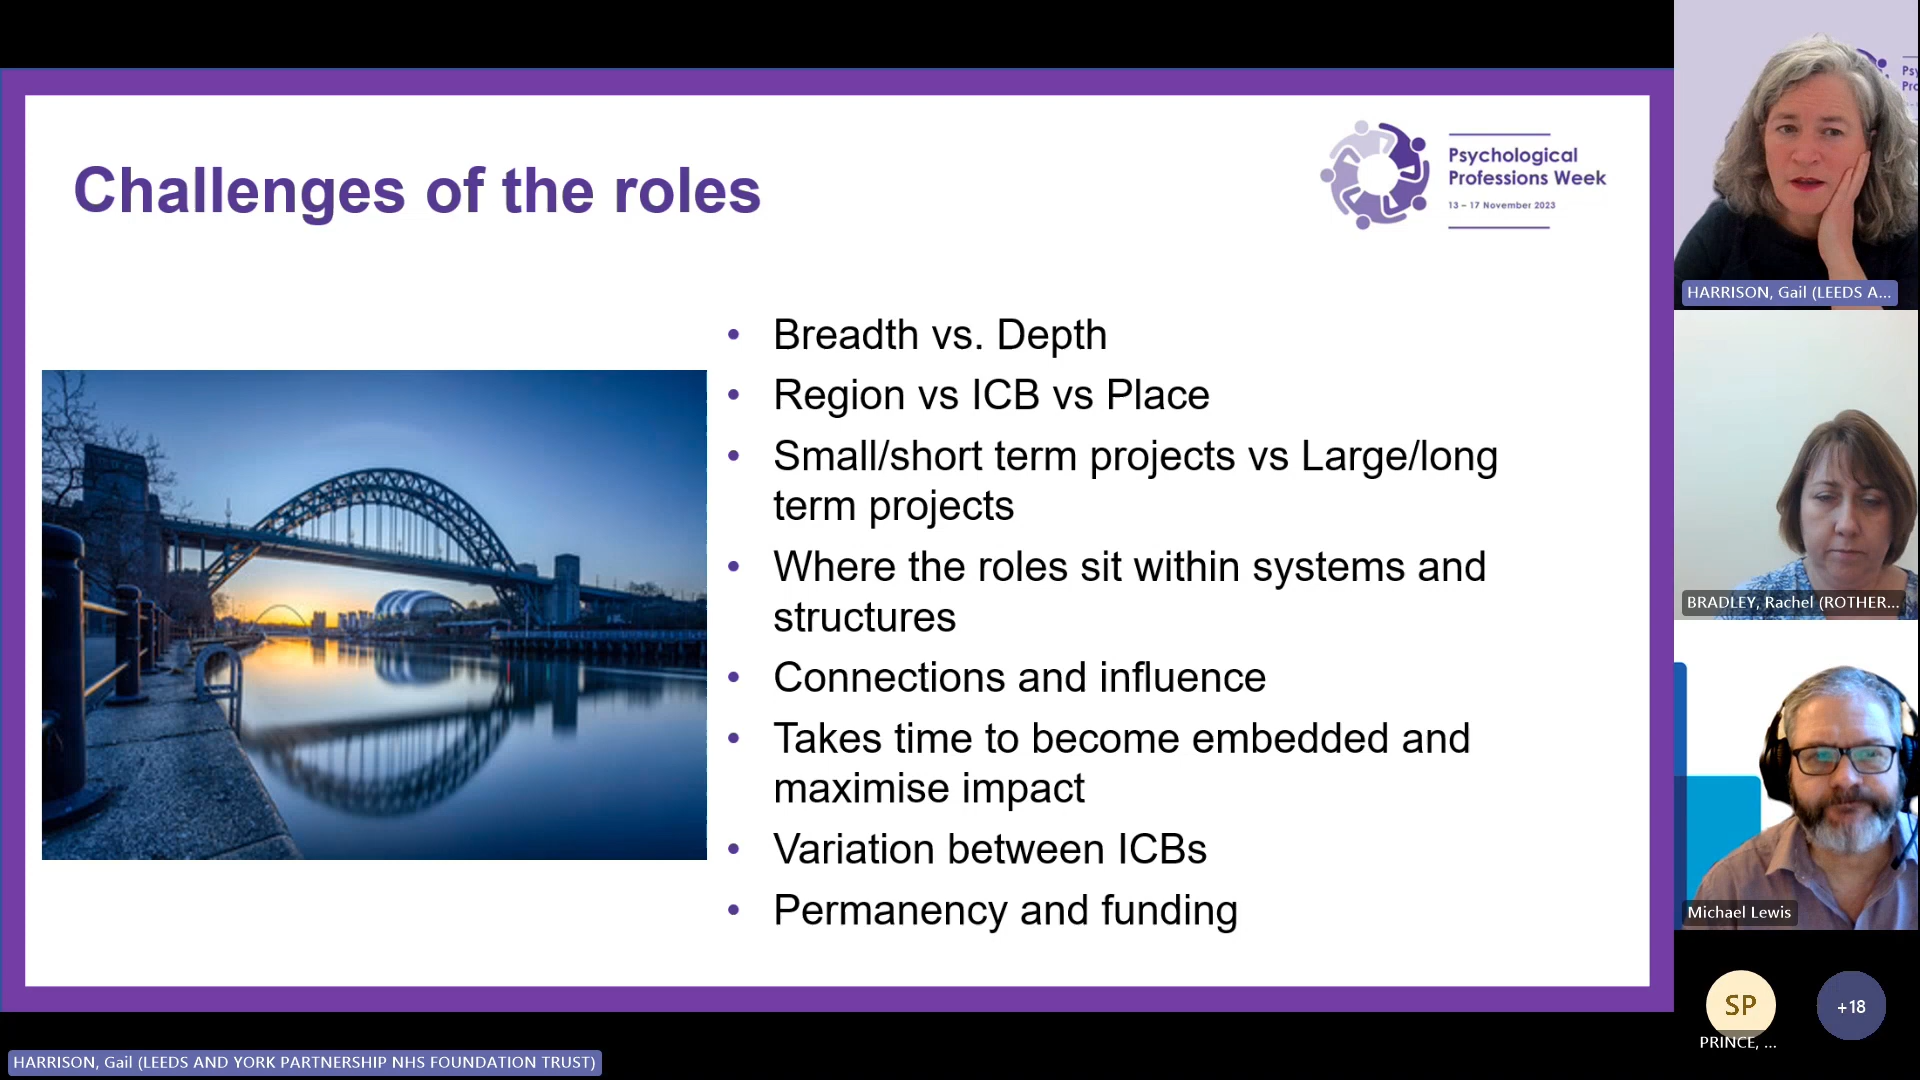 Challenges of the roles
Psychological
Professions Week
13 – 17 November 2023
• Breadth vs. Depth
• Region vs ICB vs Place
• Small/short term projects vs Large/long
term projects
• Where the roles sit within systems and
structures
• Connections and influence
• Takes time to become embedded and
maximise impact
• Variation between ICBs
• Permanency and funding
HARRISON, Gail (LEEDS A...
BRADLEY, Rachel (ROTHER...
Michael Lewis
SP
+18
PRINCE, ...
HARRISON, Gail (LEEDS AND YORK PARTNERSHIP NHS FOUNDATION TRUST)